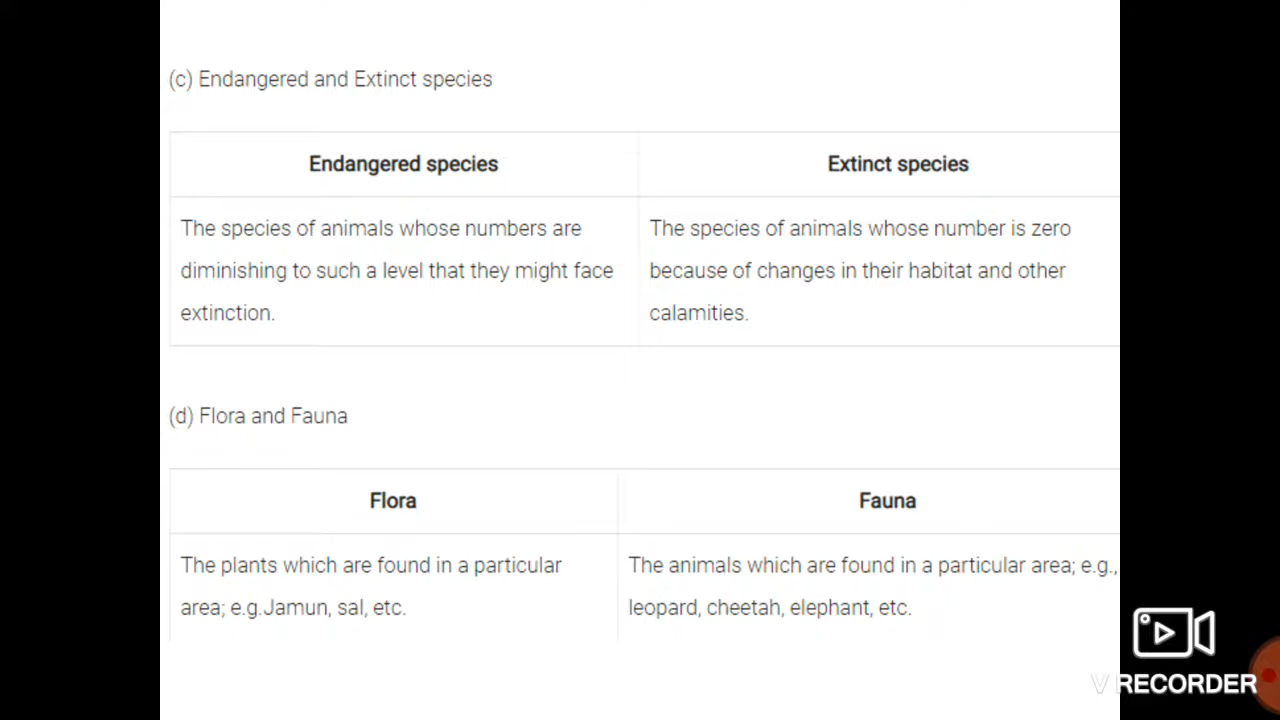 (c) Endangered and Extinct species
Endangered species
Extinct species
The species of animals whose numbers are
diminishing to such a level that they might face
extinction.
The species of animals whose number is zero
because of changes in their habitat and other
calamities.
(d) Flora and Fauna
Flora
Fauna
The plants which are found in a particular
area; e.g.Jamun, sal, etc.
The animals which are found in a particular area; e.g.,
leopard, cheetah, elephant, etc.
V RECORDER